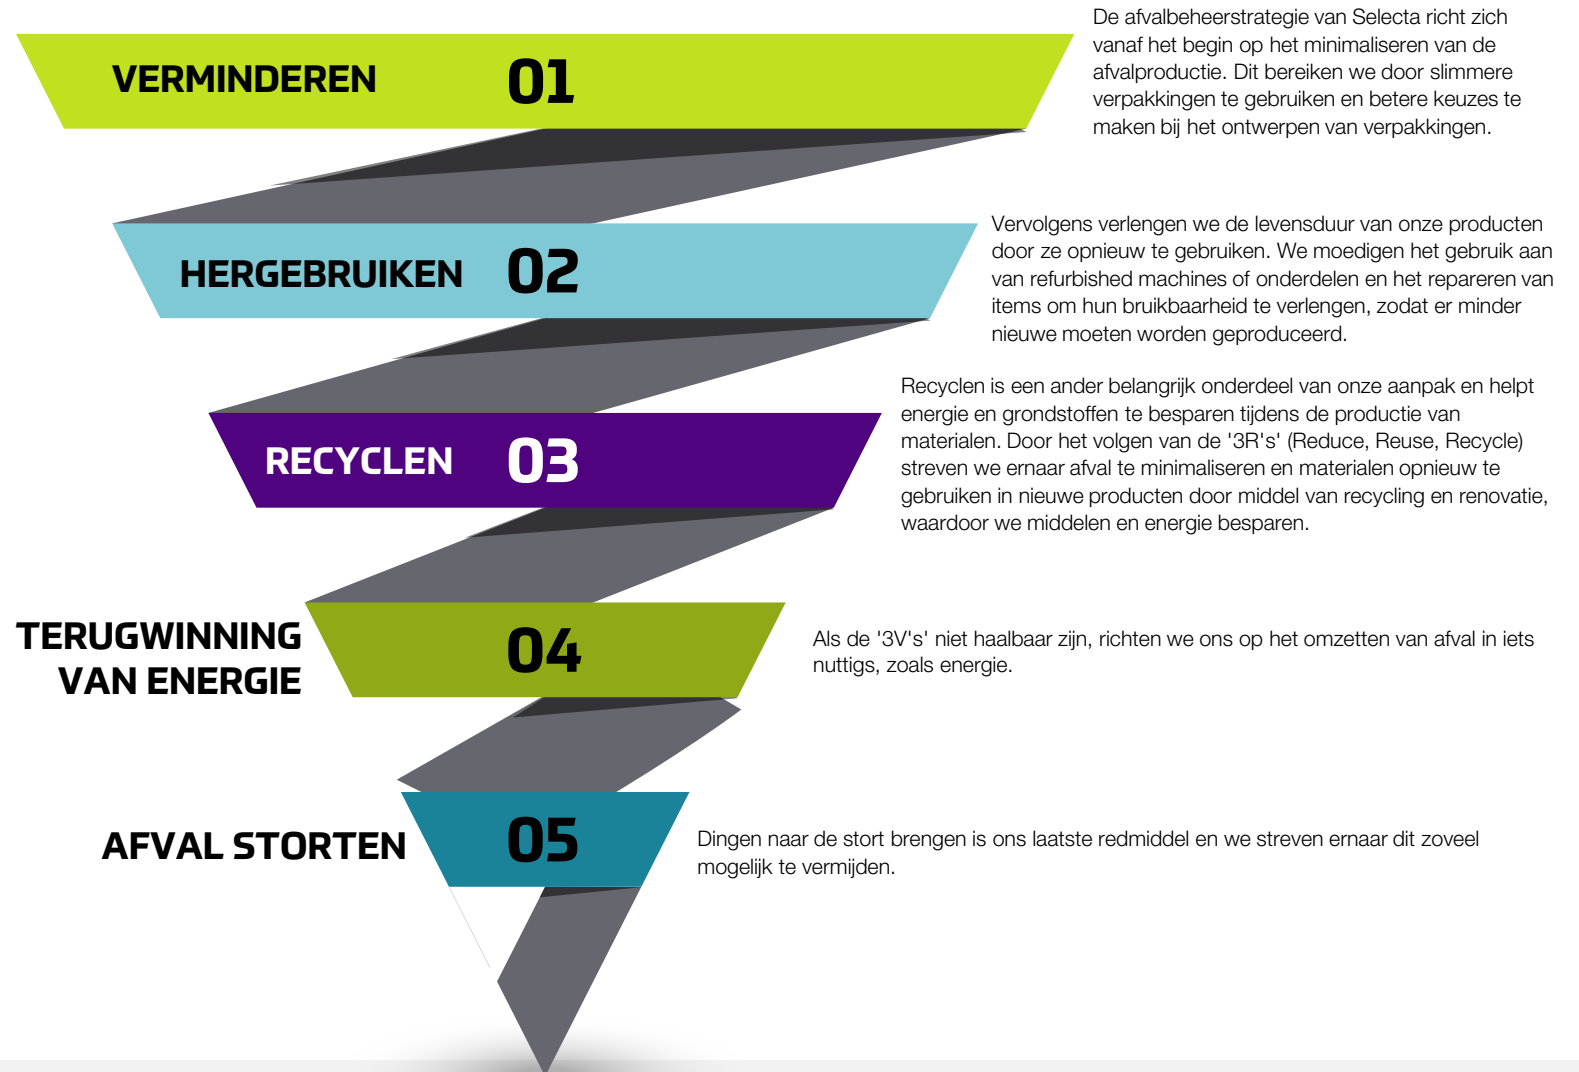 VERMINDEREN 01
De afvalbeheerstrategie van Selecta richt zich
vanaf het begin op het minimaliseren van de
afvalproductie. Dit bereiken we door slimmere
verpakkingen te gebruiken en betere keuzes te
maken bij het ontwerpen van verpakkingen.
HERGEBRUIKEN 02
Vervolgens verlengen we de levensduur van onze producten
door ze opnieuw te gebruiken. We moedigen het gebruik aan
van refurbished machines of onderdelen en het repareren van
items om hun bruikbaarheid te verlengen, zodat er minder
nieuwe moeten worden geproduceerd.
RECYCLEN 03
Recyclen is een ander belangrijk onderdeel van onze aanpak en helpt
energie en grondstoffen te besparen tijdens de productie van
materialen. Door het volgen van de '3R's' (Reduce, Reuse, Recycle)
streven we ernaar afval te minimaliseren en materialen opnieuw te
gebruiken in nieuwe producten door middel van recycling en renovatie,
waardoor we middelen en energie besparen.
TERUGWINNING
VAN ENERGIE
04
Als de '3V's' niet haalbaar zijn, richten we ons op het omzetten van afval in iets
nuttigs, zoals energie.
AFVAL STORTEN 05
Dingen naar de stort brengen is ons laatste redmiddel en we streven ernaar dit zoveel
mogelijk te vermijden.